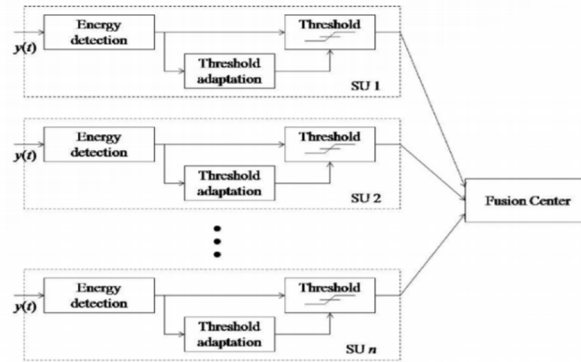 Energy
detection
Threshold
y(t)
Threshold
adaptation
SU 1
Energy
detection
Threshold
y(t)
Threshold
adaptation
SU 2
Fusion Center
Energy
detection
Threshold
y(t)
Threshold
adaptation
SU n